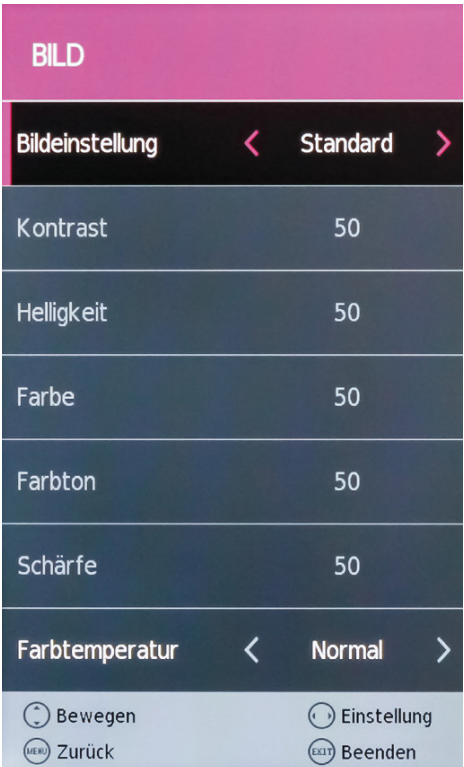 BILD
Bildeinstellung < Standard >
Kontrast 50
Helligkeit 50
Farbe 50
Farbton 50
Schärfe 50
Farbtemperatur < Normal >
Bewegen Einstellung
MENU Zurück EXIT Beenden